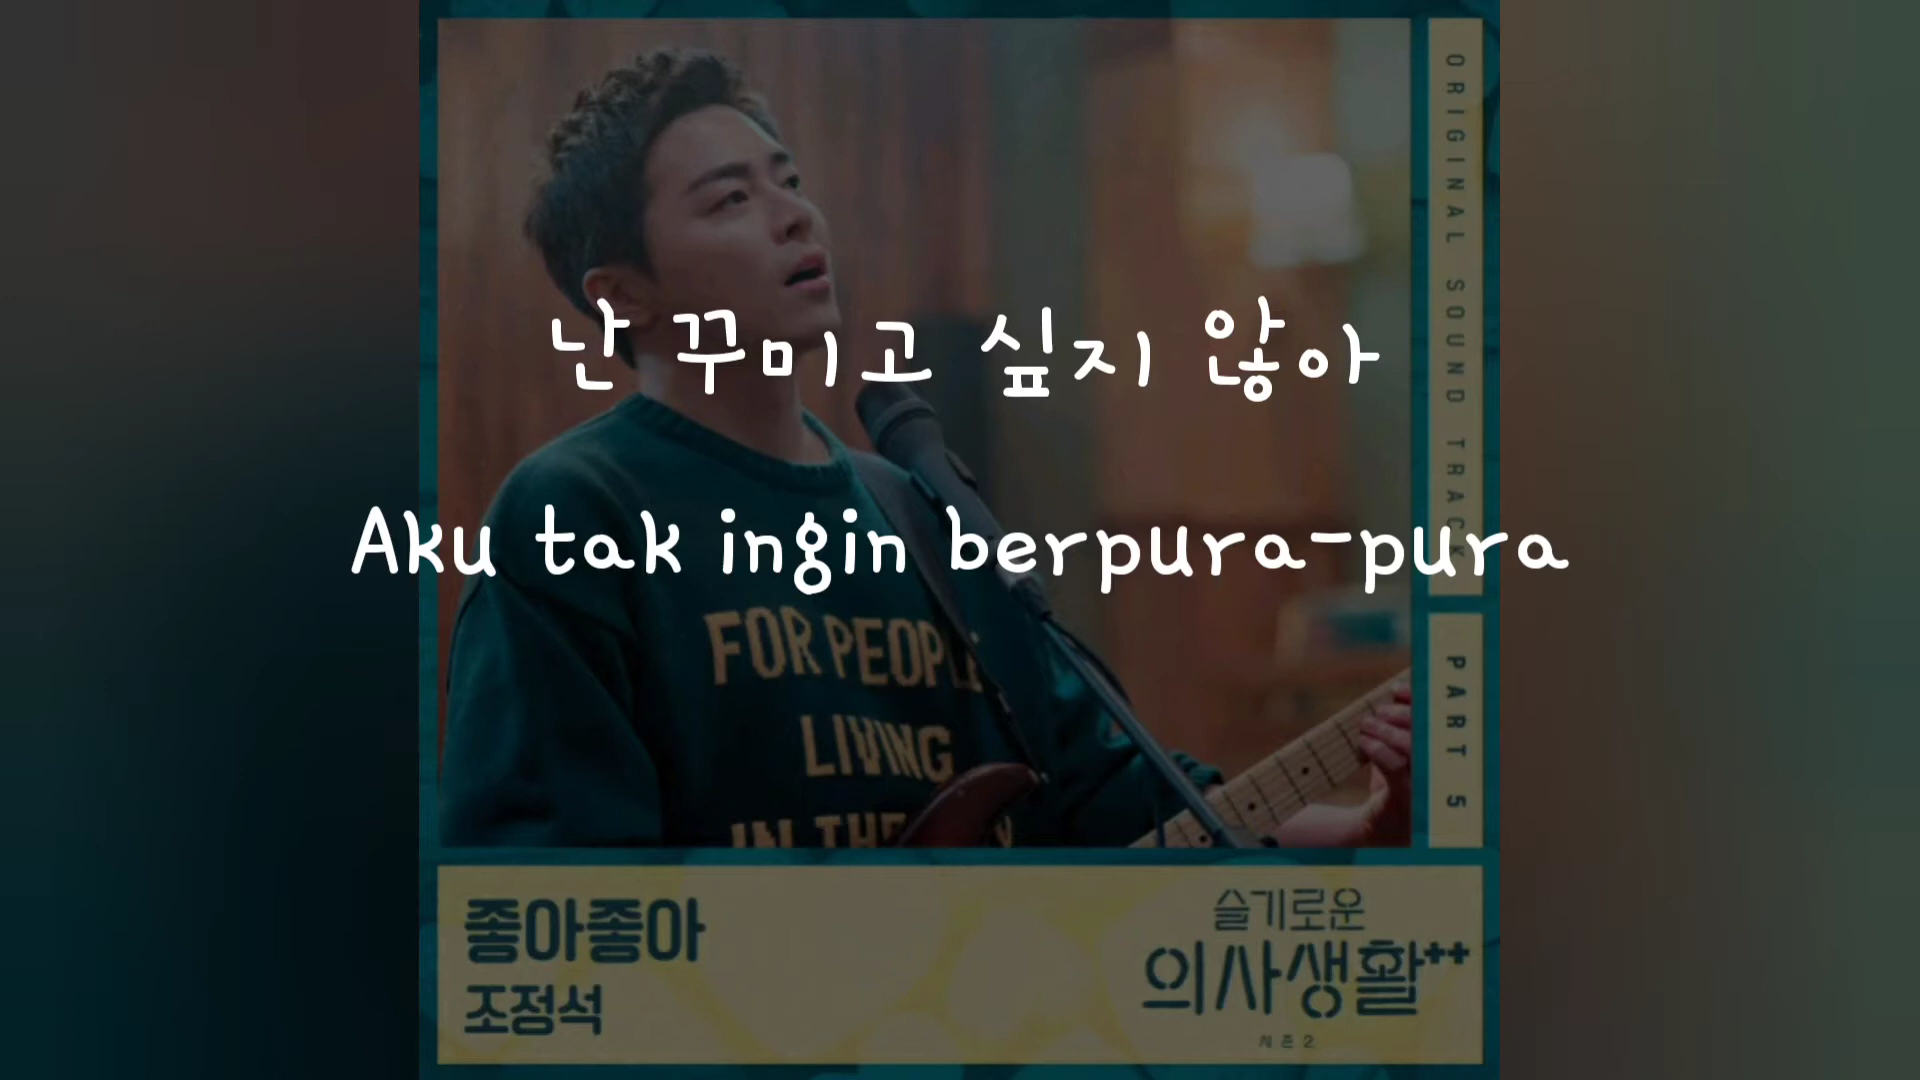 난 꾸미고 싶지 않아
Aku tak ingin berpura-pura
FOR PEOPLE
LIVING
IN THE
ORIGINAL SOUND TRACK
PART 5
좋아좋아
조정석
슬기로운
의사생활++
시즌2